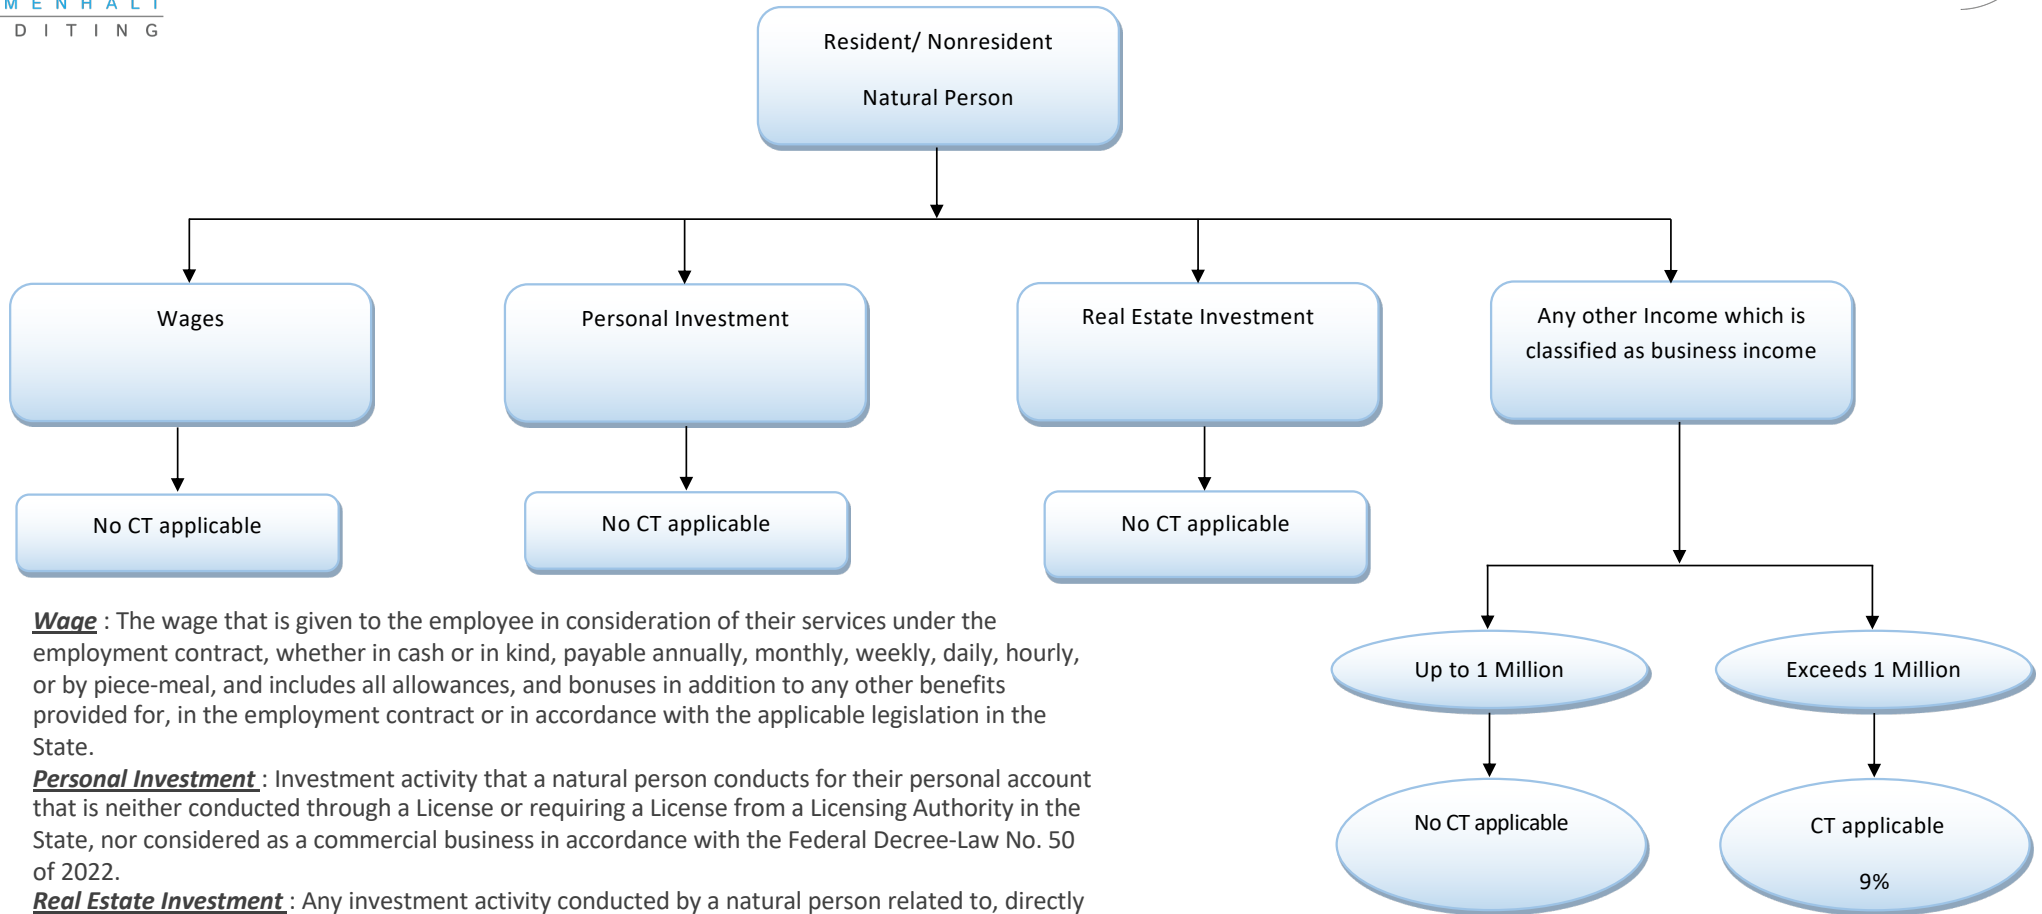 MENHALI
DITING
Resident/ Nonresident
Natural Person
Wages
Personal Investment
Real Estate Investment
Any other Income which is
classified as business income
No CT applicable
No CT applicable
No CT applicable
Up to 1 Million
Exceeds 1 Million
No CT applicable
CT applicable
9%
Wage : The wage that is given to the employee in consideration of their services under the
employment contract, whether in cash or in kind, payable annually, monthly, weekly, daily, hourly,
or by piece-meal, and includes all allowances, and bonuses in addition to any other benefits
provided for, in the employment contract or in accordance with the applicable legislation in the
State.
Personal Investment : Investment activity that a natural person conducts for their personal account
that is neither conducted through a License or requiring a License from a Licensing Authority in the
State, nor considered as a commercial business in accordance with the Federal Decree-Law No. 50
of 2022.
Real Estate Investment : Any investment activity conducted by a natural person related to, directly